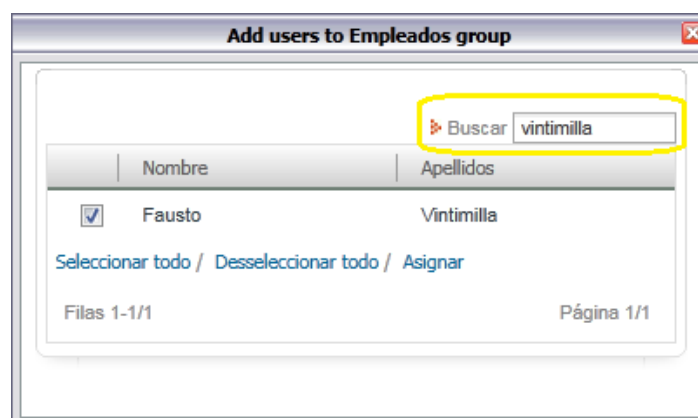 Add users to Empleados group
Buscar vintimilla
Nombre Apellidos
Fausto Vintimilla
Seleccionar todo / Desseleccionar todo / Asignar
Filas 1-1/1 Página 1/1